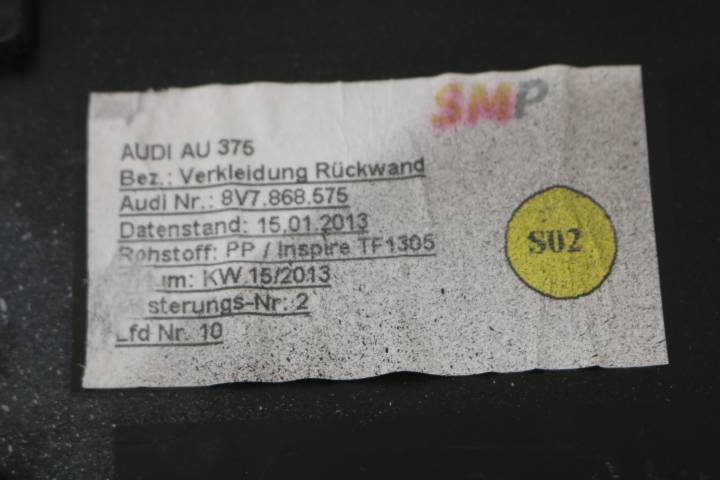 SMP
AUDI AU 375
Bez.: Verkleidung Rückwand
Audi Nr.: 8V7.868.575
Datenstand: 15.01.2013
Rohstoff: PP / Inspire TF1305
S02
KW 15/2013
sterungs-Nr: 2
Lfd Nr. 10